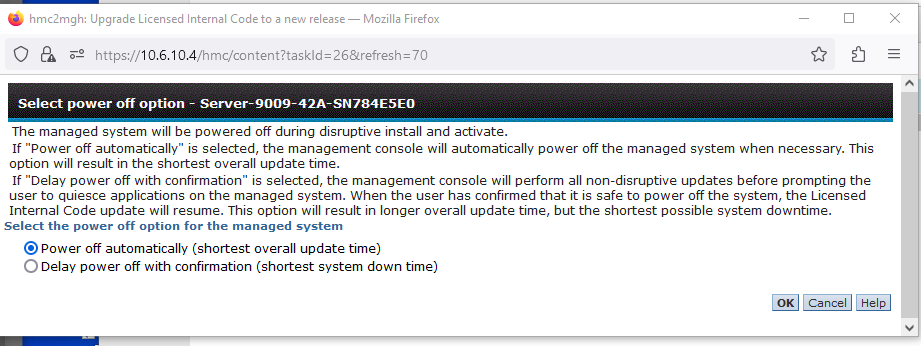 hmc2mgh: Upgrade Licensed Internal Code to a new release — Mozilla Firefox
https://10.6.10.4/hmc/content?taskId=26&refresh=70
Select power off option - Server-9009-42A-SN784E5E0
The managed system will be powered off during disruptive install and activate.
If "Power off automatically" is selected, the management console will automatically power off the managed system when necessary. This
option will result in the shortest overall update time.
If "Delay power off with confirmation" is selected, the management console will perform all non-disruptive updates before prompting the
user to quiesce applications on the managed system. When the user has confirmed that it is safe to power off the system, the Licensed
Internal Code update will resume. This option will result in longer overall update time, but the shortest possible system downtime.
Select the power off option for the managed system
Power off automatically (shortest overall update time)
Delay power off with confirmation (shortest system down time)
OK Cancel Help